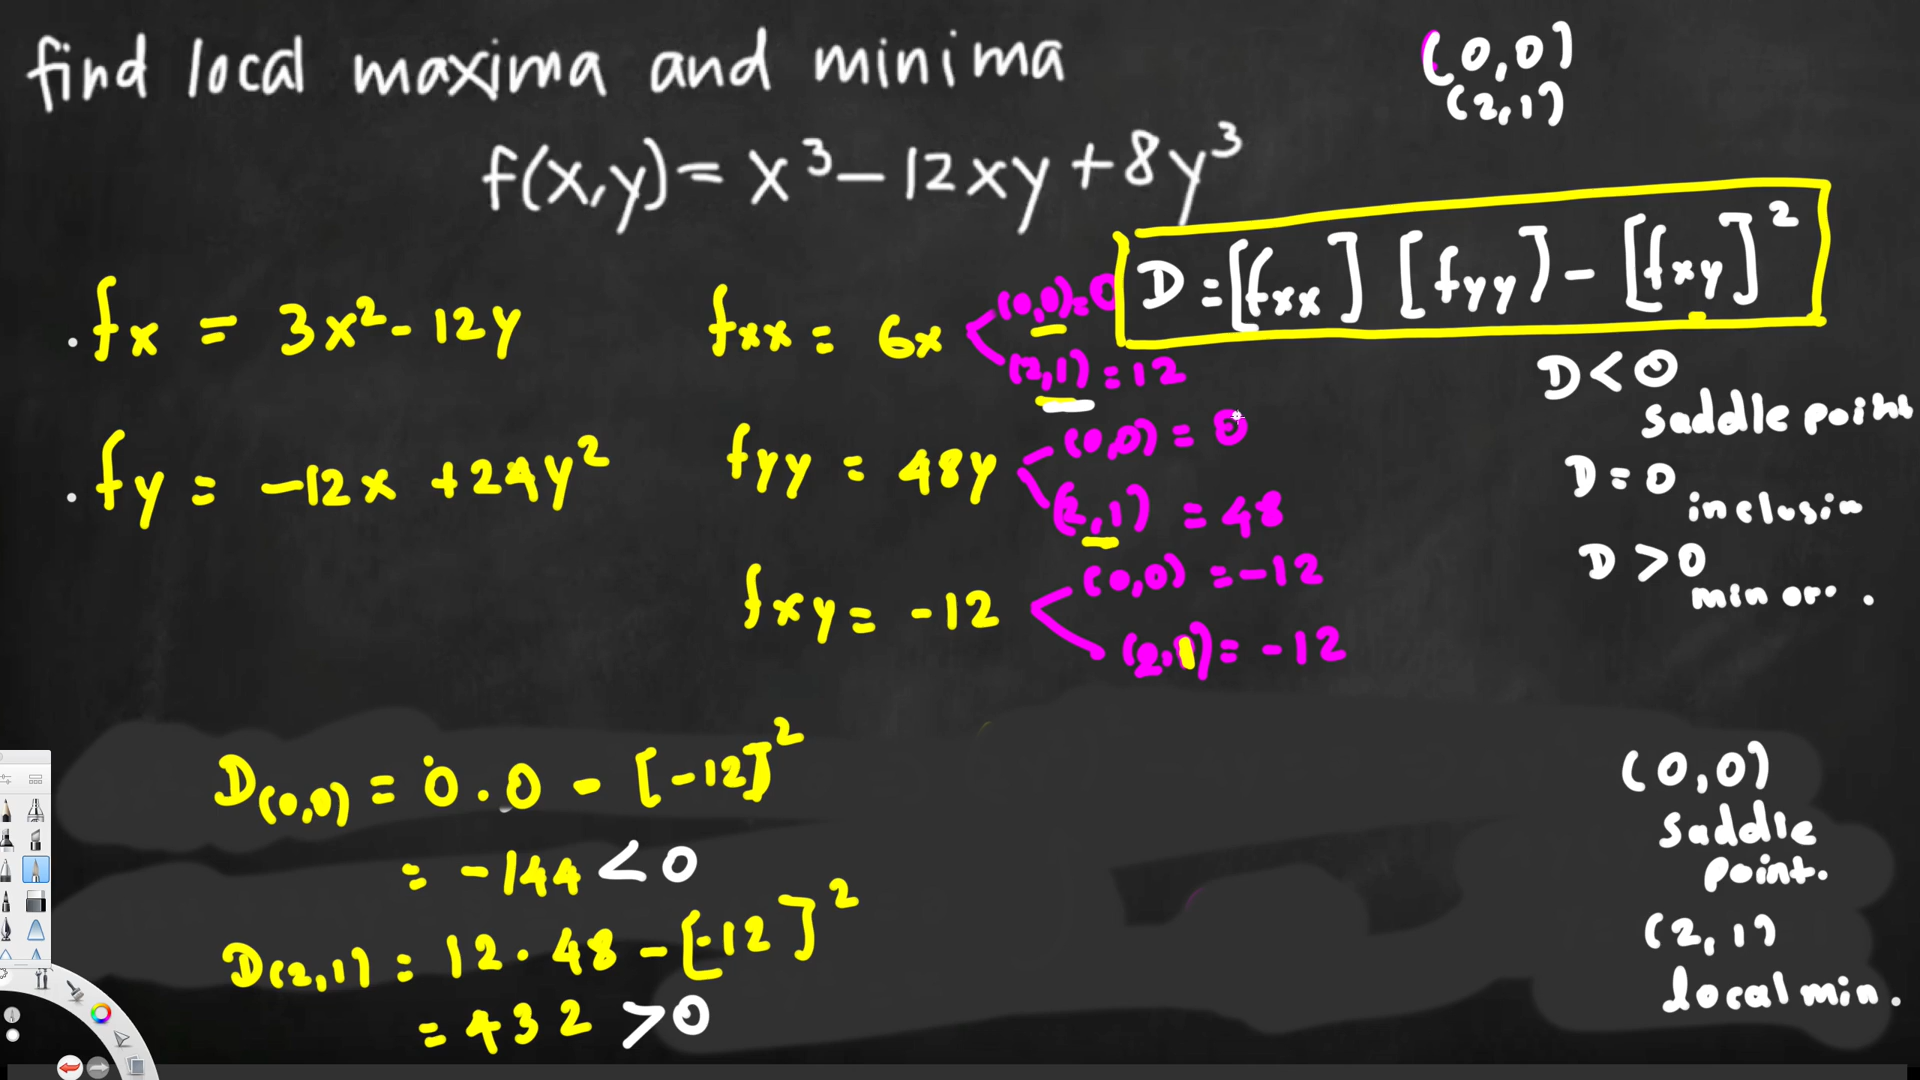 find local maxima and minima
(0,0)
(2,1)
f(x,y)= x³-12xy+8y³
D=[fxx] [fyy)-[fxy]²
.fx = 3x²-12y
fxx = 6x
(0,0)=0
(2,1)=12
D<0
saddle point
.fy = -12x +24y²
fyy = 48y
(0,0)=0
(2,1)=48
D=0
D>0
min or .
fxy= -12
(0,0)=-12
(2,1)=-12
D(0,0) = 0.0 - [-12]²
= -144 <0
D(2,1) = 12.48-[-12]²
=432 >0
(0,0)
saddle
point.
(2,1)
local min.